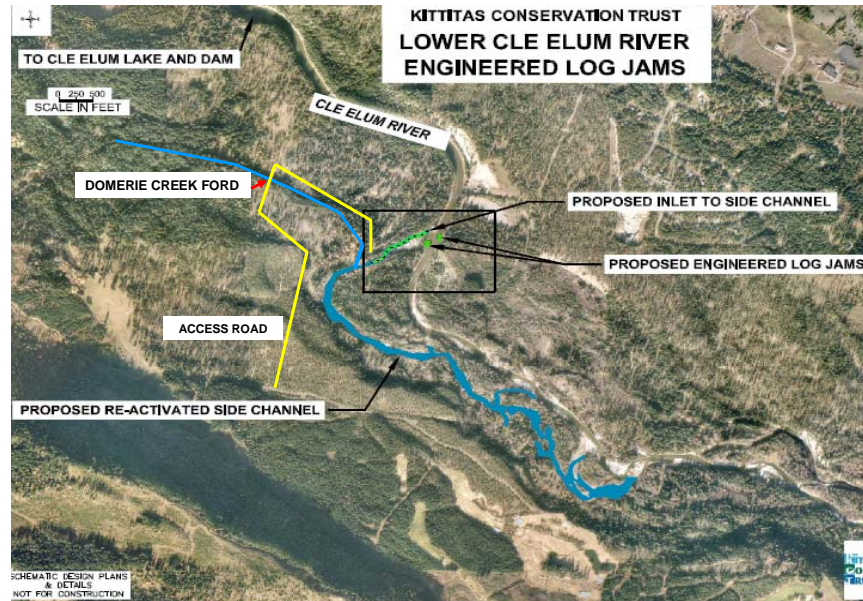 KITTITAS CONSERVATION TRUST
LOWER CLE ELUM RIVER
ENGINEERED LOG JAMS
TO CLE ELUM LAKE AND DAM
0 250 500
SCALE IN FEET
CLE ELUM RIVER
DOMERIE CREEK FORD
PROPOSED INLET TO SIDE CHANNEL
PROPOSED ENGINEERED LOG JAMS
ACCESS ROAD
PROPOSED RE-ACTIVATED SIDE CHANNEL
SCHEMATIC DESIGN PLANS
& DETAILS
NOT FOR CONSTRUCTION